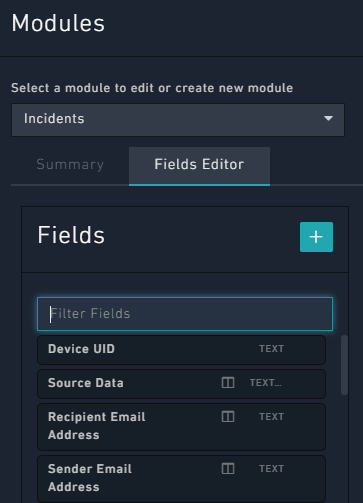 Modules
Select a module to edit or create new module
Incidents
Summary
Fields Editor
Fields
+
Filter Fields
Device UID
TEXT
Source Data
TEXT...
Recipient Email
Address
TEXT
Sender Email
Address
TEXT